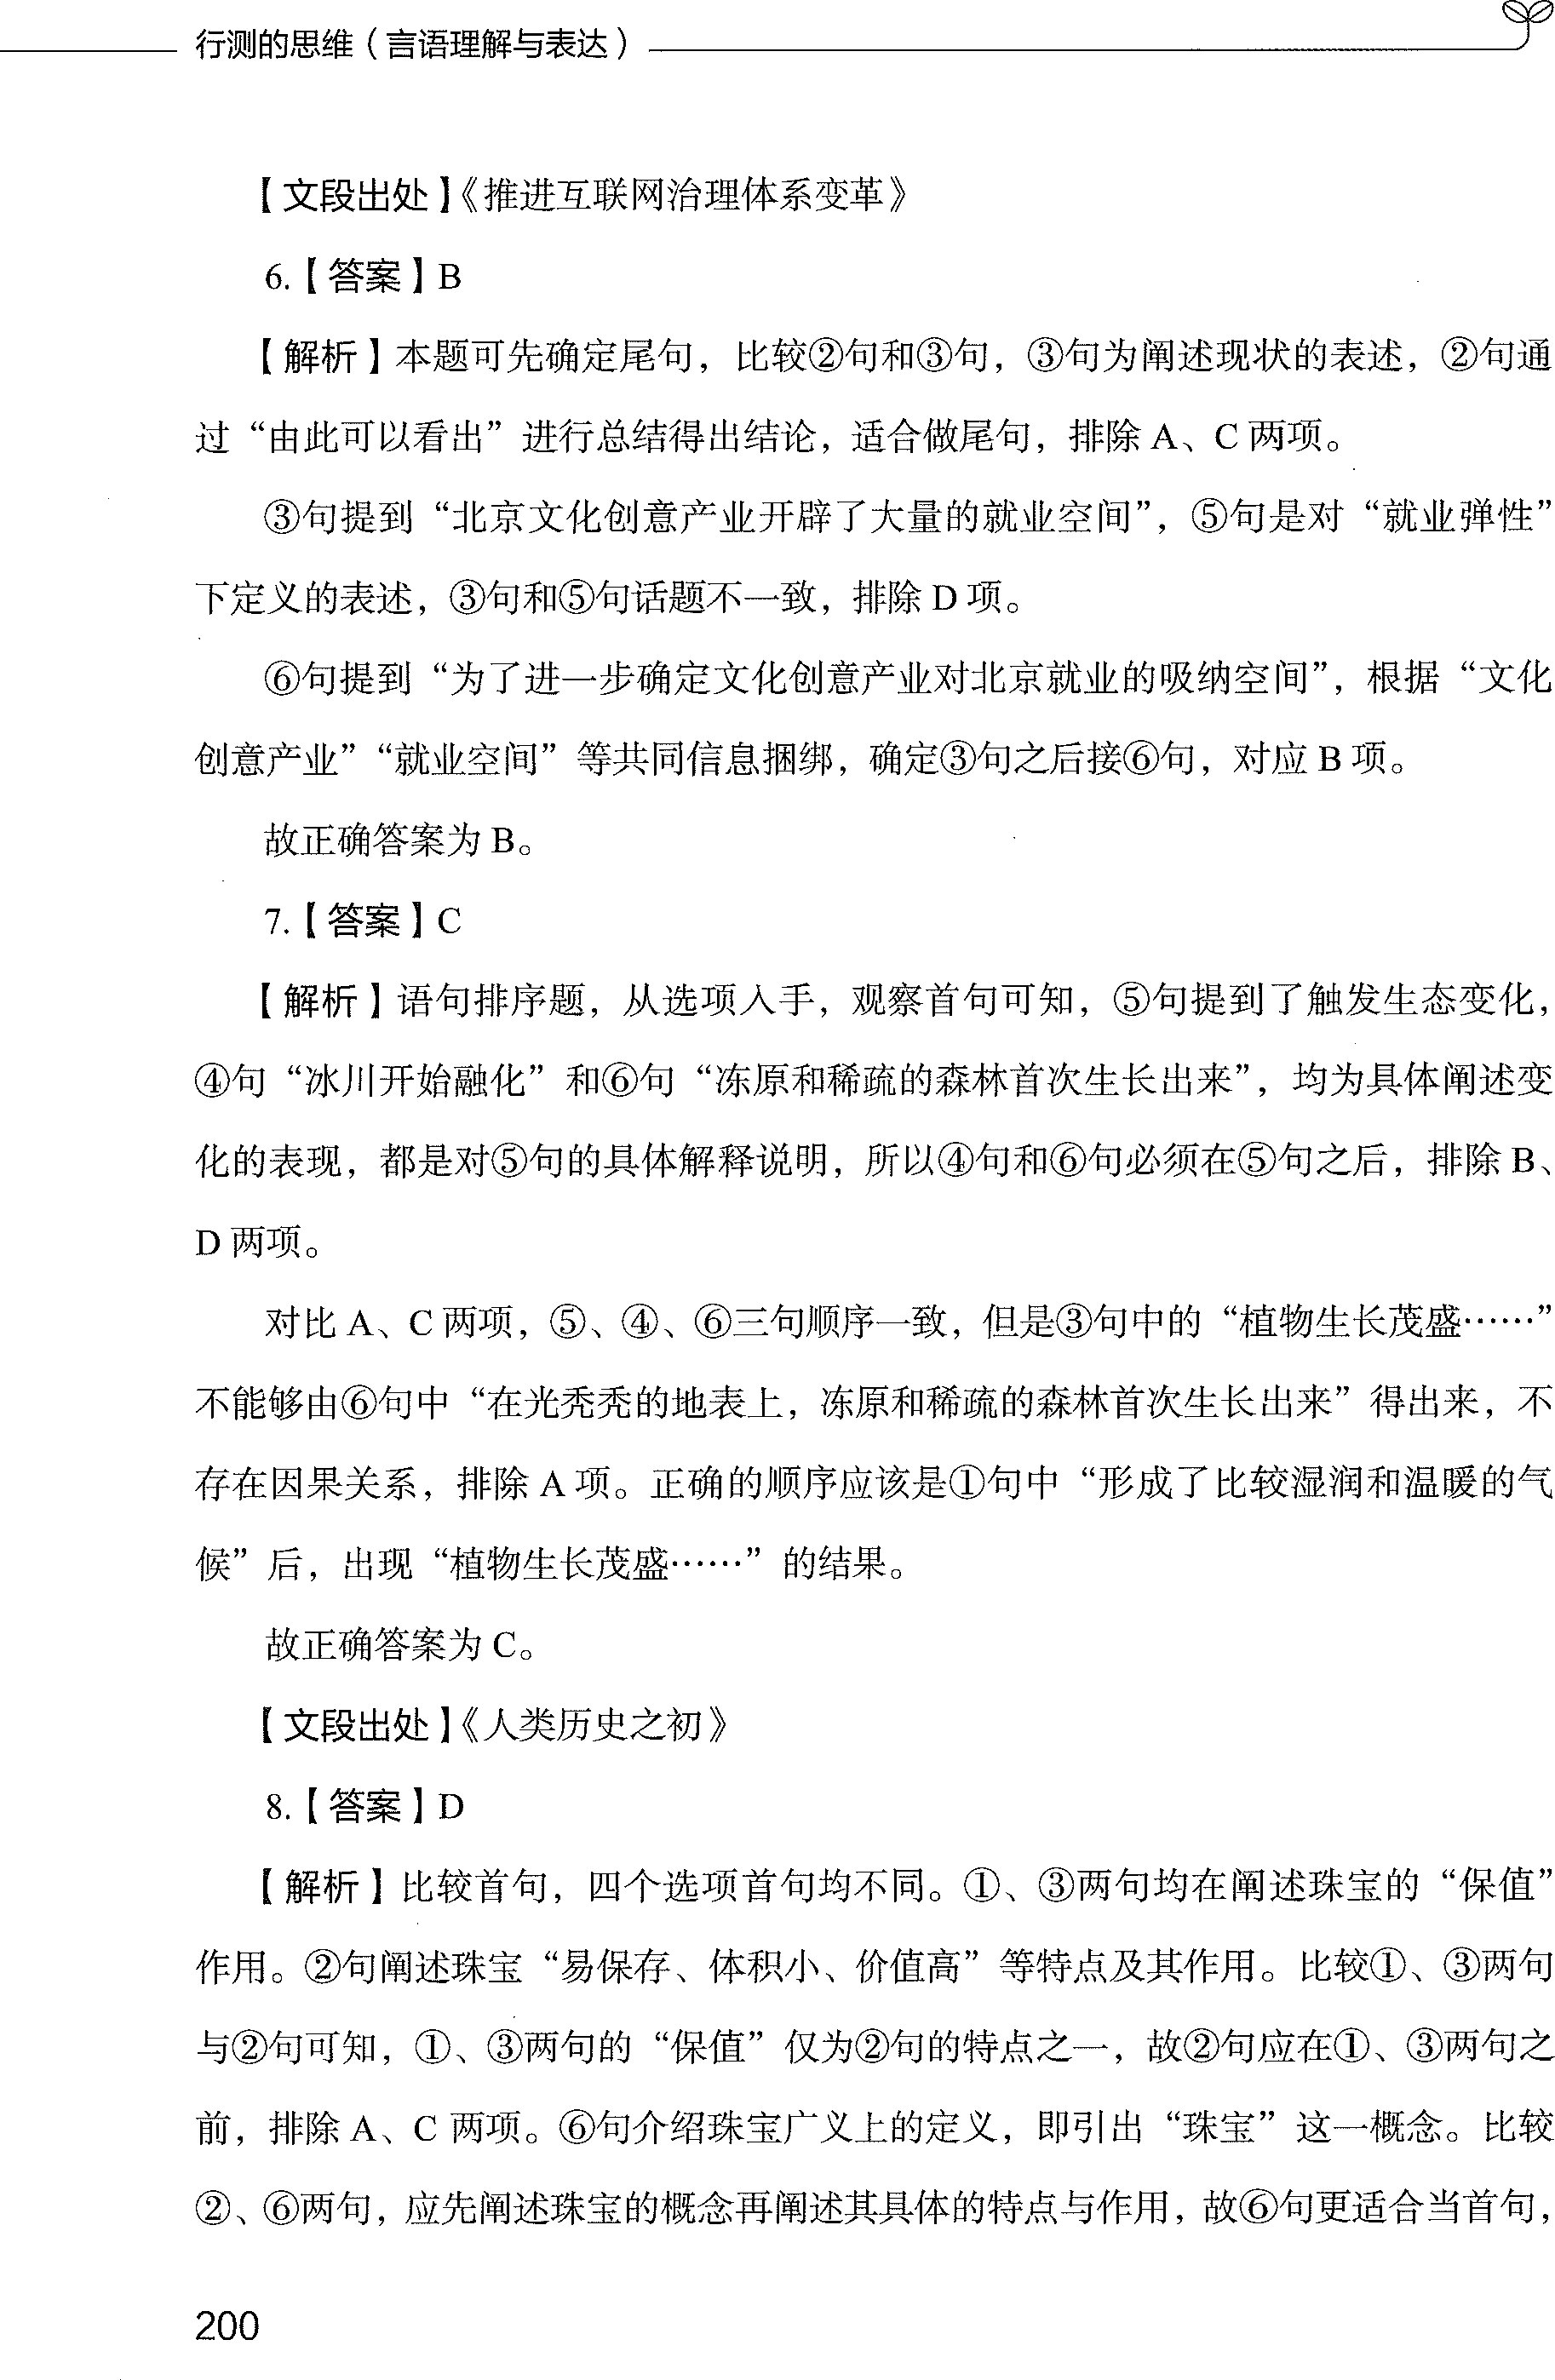 行测的思维（言语理解与表达）
【文段出处】《推进互联网治理体系变革》
6.【答案】B
【解析】本题可先确定尾句，比较②句和③句，③句为阐述现状的表述，②句通
过“由此可以看出”进行总结得出结论，适合做尾句，排除 A、C 两项。
③句提到“北京文化创意产业开辟了大量的就业空间”，⑤句是对“就业弹性”
下定义的表述，③句和⑤句话题不一致，排除 D 项。
⑥句提到“为了进一步确定文化创意产业对北京就业的吸纳空间”，根据“文化
创意产业”“就业空间”等共同信息捆绑，确定③句之后接⑥句，对应 B 项。
故正确答案为 B。
7.【答案】C
【解析】语句排序题，从选项入手，观察首句可知，⑤句提到了触发生态变化，
④句“冰川开始融化”和⑥句“冻原和稀疏的森林首次生长出来”，均为具体阐述变
化的表现，都是对⑤句的具体解释说明，所以④句和⑥句必须在⑤句之后，排除 B、
D 两项。
对比 A、C 两项，⑤、④、⑥三句顺序一致，但是③句中的“植物生长茂盛……”
不能够由⑥句中“在光秃秃的地表上，冻原和稀疏的森林首次生长出来”得出来，不
存在因果关系，排除 A 项。正确的顺序应该是①句中“形成了比较湿润和温暖的气
候”后，出现“植物生长茂盛……”的结果。
故正确答案为 C。
【文段出处】《人类历史之初》
8.【答案】D
【解析】比较首句，四个选项首句均不同。①、③两句均在阐述珠宝的“保值”
作用。②句阐述珠宝“易保存、体积小、价值高”等特点及其作用。比较①、③两句
与②句可知，①、③两句的“保值”仅为②句的特点之一，故②句应在①、③两句之
前，排除 A、C 两项。⑥句介绍珠宝广义上的定义，即引出“珠宝”这一概念。比较
②、⑥两句，应先阐述珠宝的概念再阐述其具体的特点与作用，故⑥句更适合当首句，
200